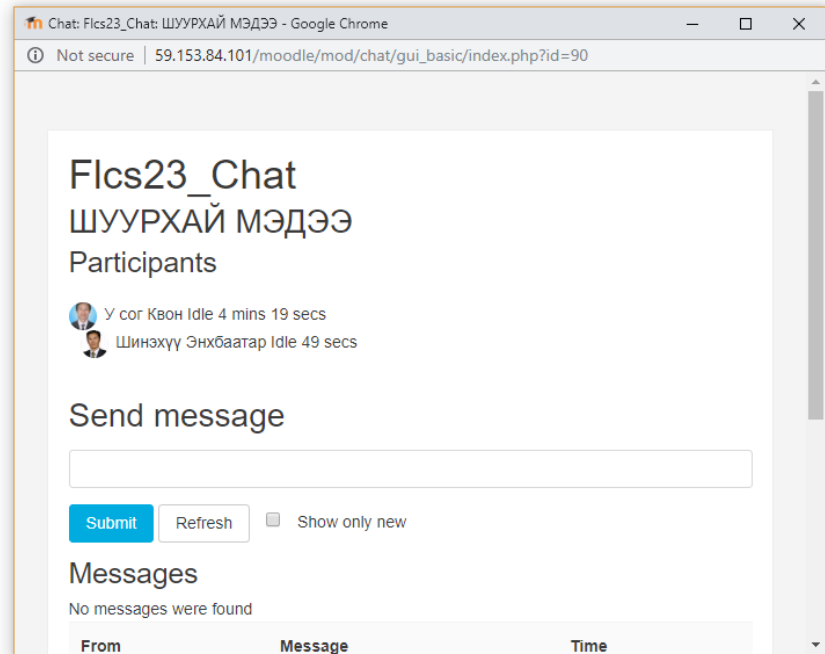 Chat: Flcs23_Chat: ШУУРХАЙ МЭДЭЭ - Google Chrome
Not secure | 59.153.84.101/moodle/mod/chat/gui_basic/index.php?id=90
Flcs23_Chat
ШУУРХАЙ МЭДЭЭ
Participants
У сог Квон Idle 4 mins 19 secs
Шинэхүү Энхбаатар Idle 49 secs
Send message
Submit Refresh Show only new
Messages
No messages were found
From Message Time